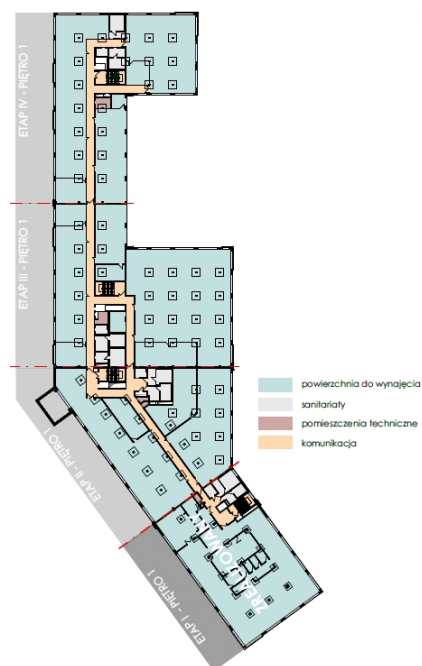 ETAP IV - PIĘTRO 1
ETAP III - PIĘTRO 1
powierzchnia do wynajęcia
sanitariaty
pomieszczenia techniczne
komunikacja
ETAP II - PIĘTRO 1
ZREALIZOWANY
ETAP I - PIĘTRO 1